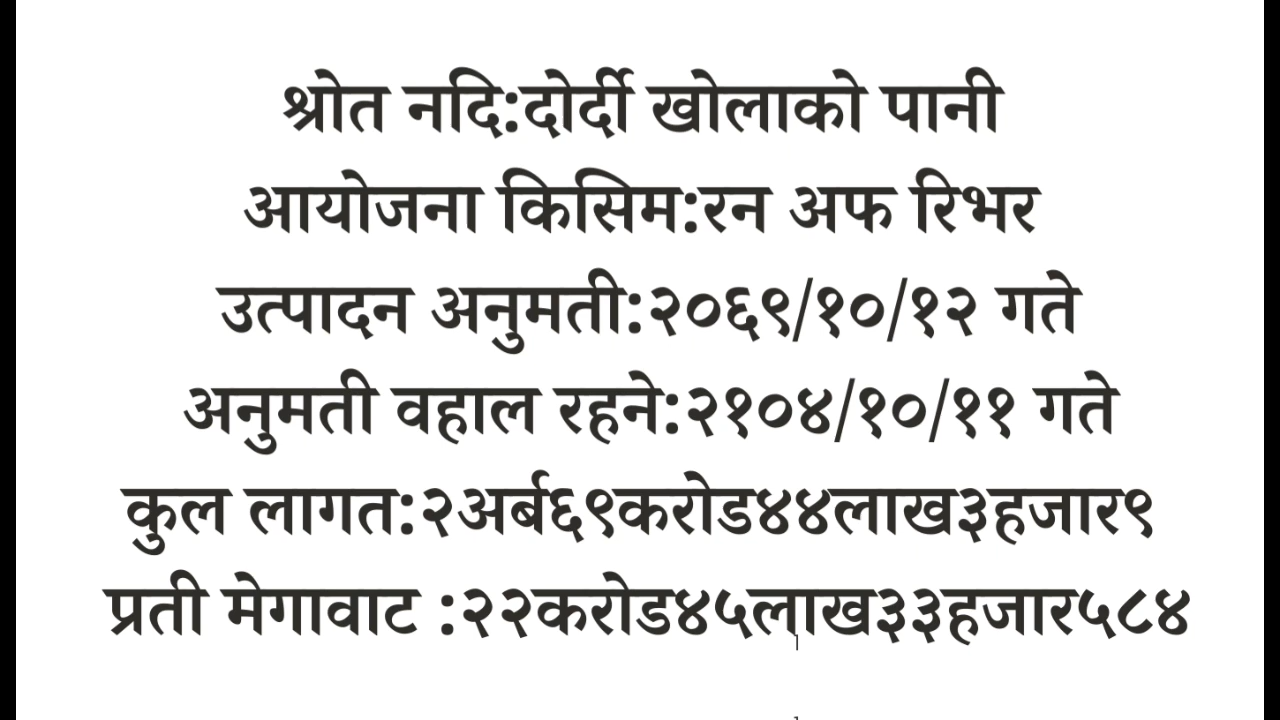 श्रोत नदि:दोर्दी खोलाको पानी
आयोजना किसिम:रन अफ रिभर
उत्पादन अनुमती:२०६९/१०/१२ गते
अनुमती वहाल रहने:२१०४/१०/११ गते
कुल लागत:२अर्ब६९करोड४४लाख३हजार९
प्रती मेगावाट :२२करोड४५लाख३३हजार५८४